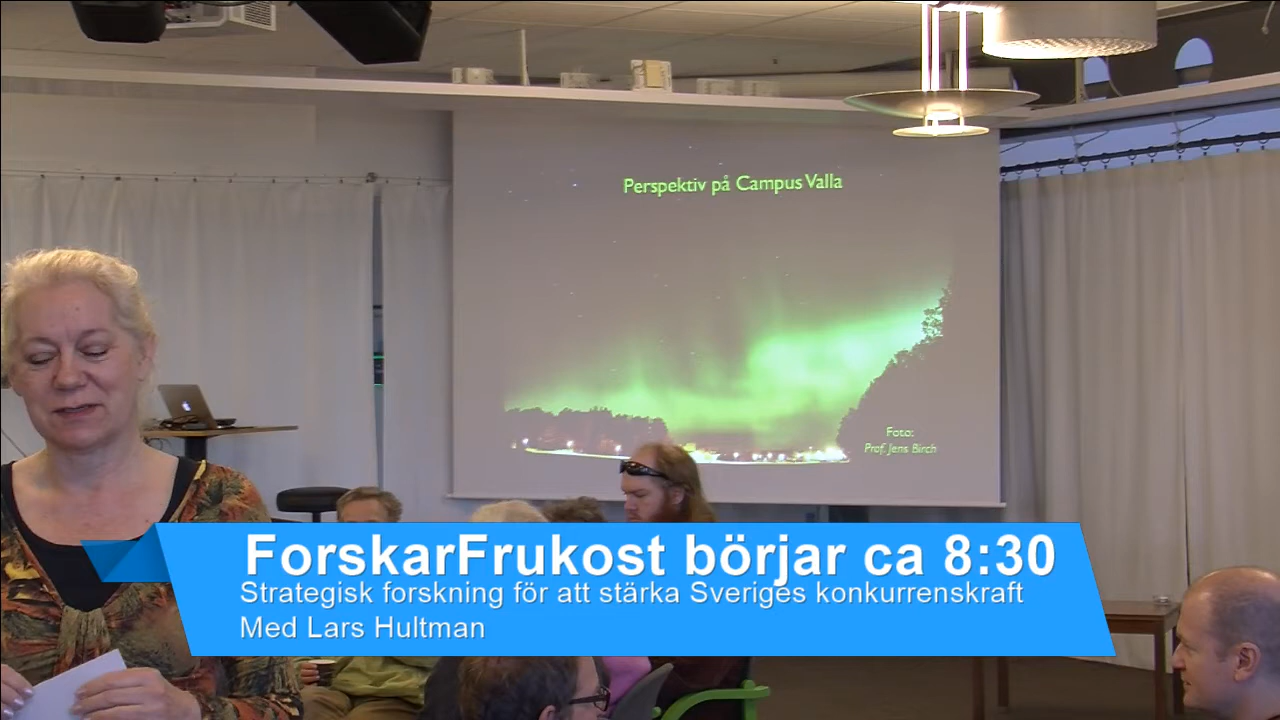 Perspektiv på Campus Valla
Foto:
Prof. Jens Birch
ForskarFrukost börjar ca 8:30
Strategisk forskning för att stärka Sveriges konkurrenskraft
Med Lars Hultman